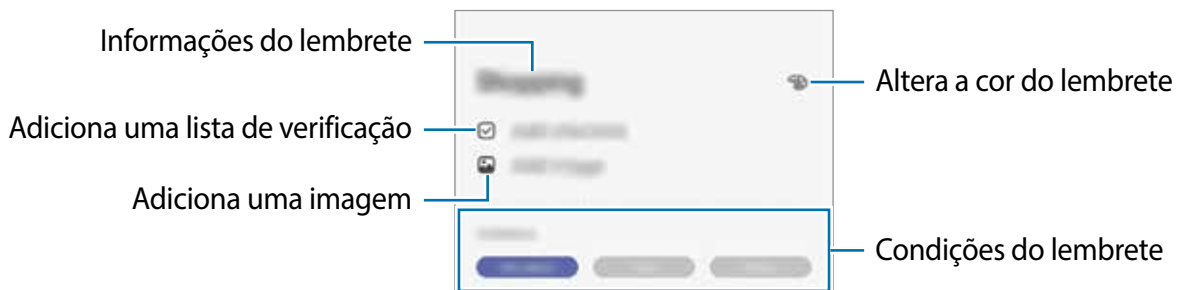 Informações do lembrete
Altera a cor do lembrete
Adiciona uma lista de verificação
Adiciona uma imagem
Condições do lembrete